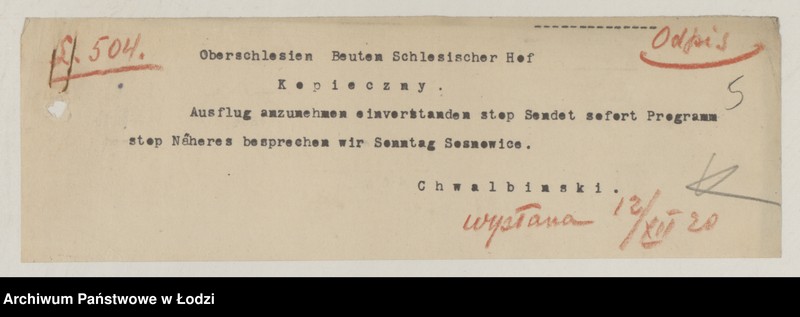 L. 504.
Odpis
Oberschlesien Beuten Schlesischer Hof
Kopieczny.
5
Ausflug anzunehmen einverstanden stop Sendet sofort Programm
stop Näheres besprechen wir Sonntag Sosnowice.
Chwalbinski.
wysłana 12/XII 20
Archiwum Państwowe w Łodzi